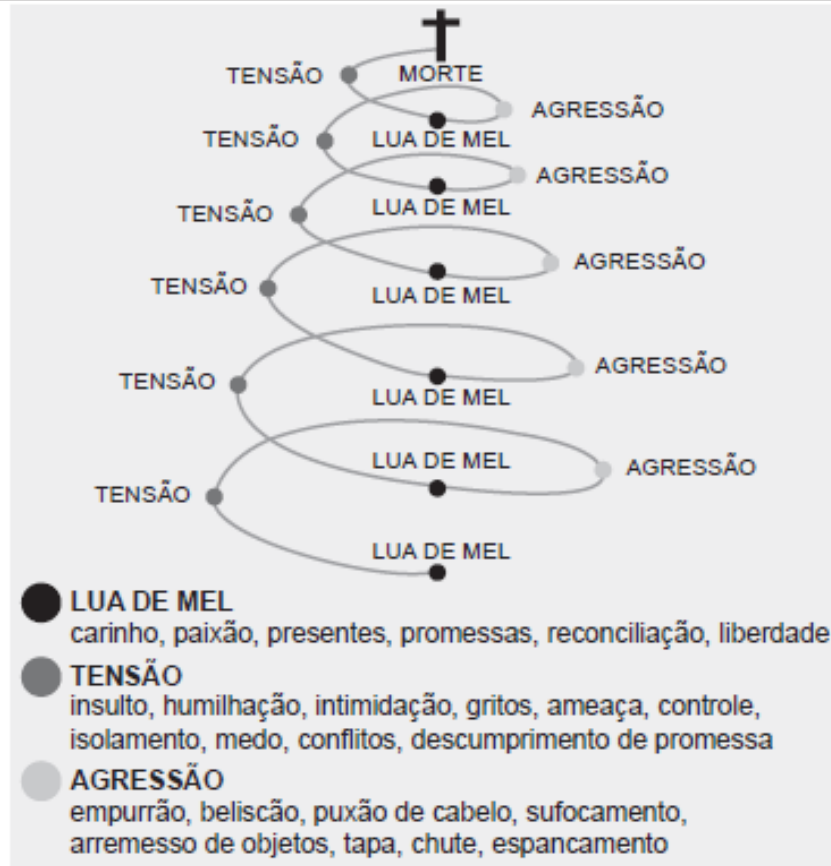 TENSÃO
MORTE
AGRESSÃO
TENSÃO
LUA DE MEL
AGRESSÃO
TENSÃO
LUA DE MEL
AGRESSÃO
TENSÃO
LUA DE MEL
AGRESSÃO
TENSÃO
LUA DE MEL
LUA DE MEL
AGRESSÃO
TENSÃO
LUA DE MEL
LUA DE MEL
carinho, paixão, presentes, promessas, reconciliação, liberdade
TENSÃO
insulto, humilhação, intimidação, gritos, ameaça, controle,
isolamento, medo, conflitos, descumprimento de promessa
AGRESSÃO
empurrão, beliscão, puxão de cabelo, sufocamento,
arremesso de objetos, tapa, chute, espancamento